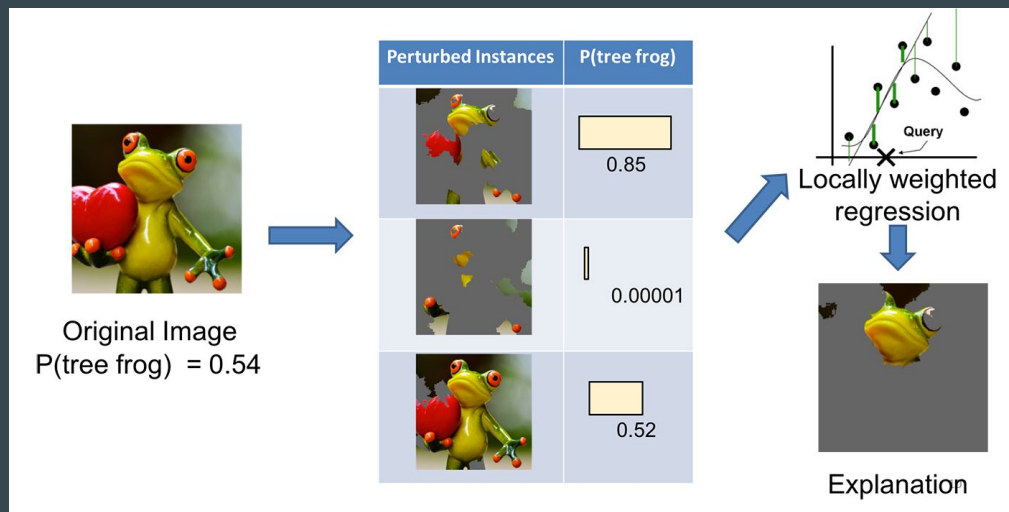 Original Image
P(tree frog) = 0.54
Perturbed Instances
P(tree frog)
0.85
0.00001
0.52
Query
Locally weighted
regression
Explanation